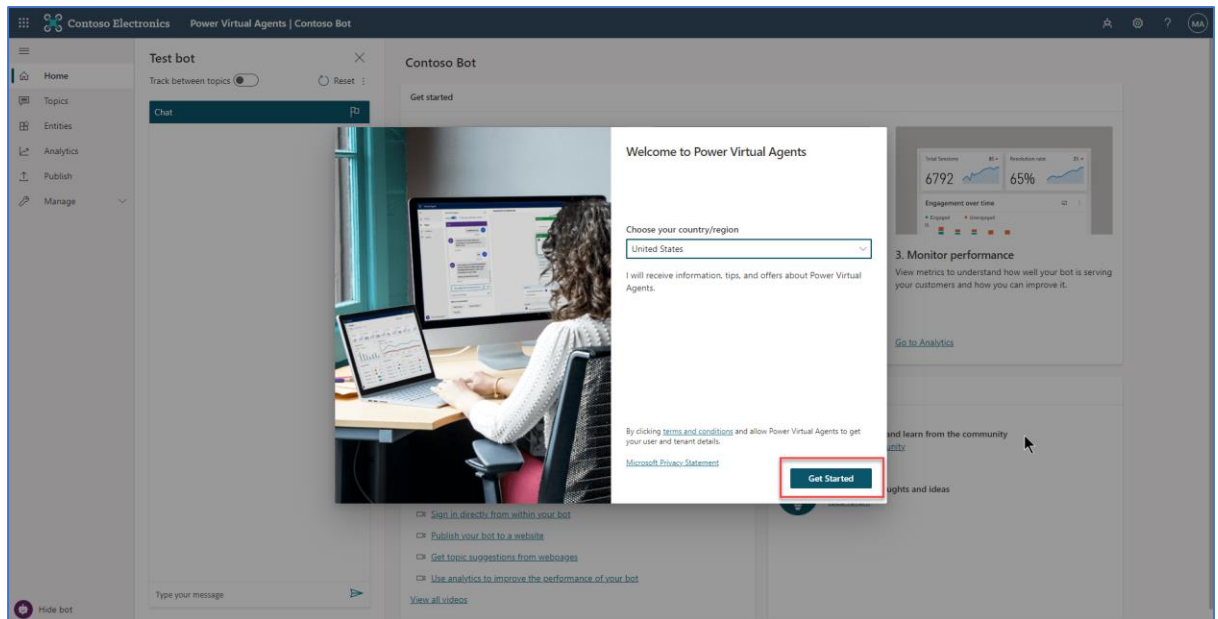 Contoso Electronics Power Virtual Agents | Contoso Bot
?
MA
Home
Topics
Entities
Analytics
Publish
Manage
Hide bot
Test bot
Track between topics
Reset
Chat
Type your message
Contoso Bot
Get started
Welcome to Power Virtual Agents
Choose your country/region
United States
I will receive information, tips, and offers about Power Virtual
Agents.
By clicking terms and conditions and allow Power Virtual Agents to get
your user and tenant details.
Microsoft Privacy Statement
Get Started
Total Sessions
Resolution rate
6792
65%
Engagement over time
Engaged
Unengaged
3. Monitor performance
View metrics to understand how well your bot is serving
your customers and how you can improve it.
Go to Analytics
and learn from the community
unity
ughts and ideas
Sign in directly from within your bot
Publish your bot to a website
Get topic suggestions from webpages
Use analytics to improve the performance of your bot
View all videos